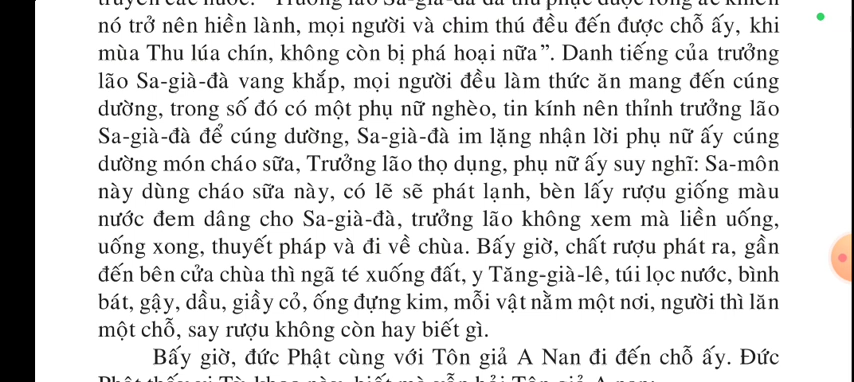 nó trở nên hiền lành, mọi người và chim thú đều đến được chỗ ấy, khi
mùa Thu lúa chín, không còn bị phá hoại nữa”. Danh tiếng của trưởng
lão Sa-già-đà vang khắp, mọi người đều làm thức ăn mang đến cúng
dường, trong số đó có một phụ nữ nghèo, tin kính nên thỉnh trưởng lão
Sa-già-đà để cúng dường, Sa-già-đà im lặng nhận lời phụ nữ ấy cúng
dường món cháo sữa, Trưởng lão thọ dụng, phụ nữ ấy suy nghĩ: Sa-môn
này dùng cháo sữa này, có lẽ sẽ phát lạnh, bèn lấy rượu giống màu
nước đem dâng cho Sa-già-đà, trưởng lão không xem mà liền uống,
uống xong, thuyết pháp và đi về chùa. Bấy giờ, chất rượu phát ra, gần
đến bên cửa chùa thì ngã té xuống đất, y Tăng-già-lê, túi lọc nước, bình
bát, gậy, dầu, giầy cỏ, ống đựng kim, mỗi vật nằm một nơi, người thì lăn
một chỗ, say rượu không còn hay biết gì.
Bấy giờ, đức Phật cùng với Tôn giả A Nan đi đến chỗ ấy. Đức